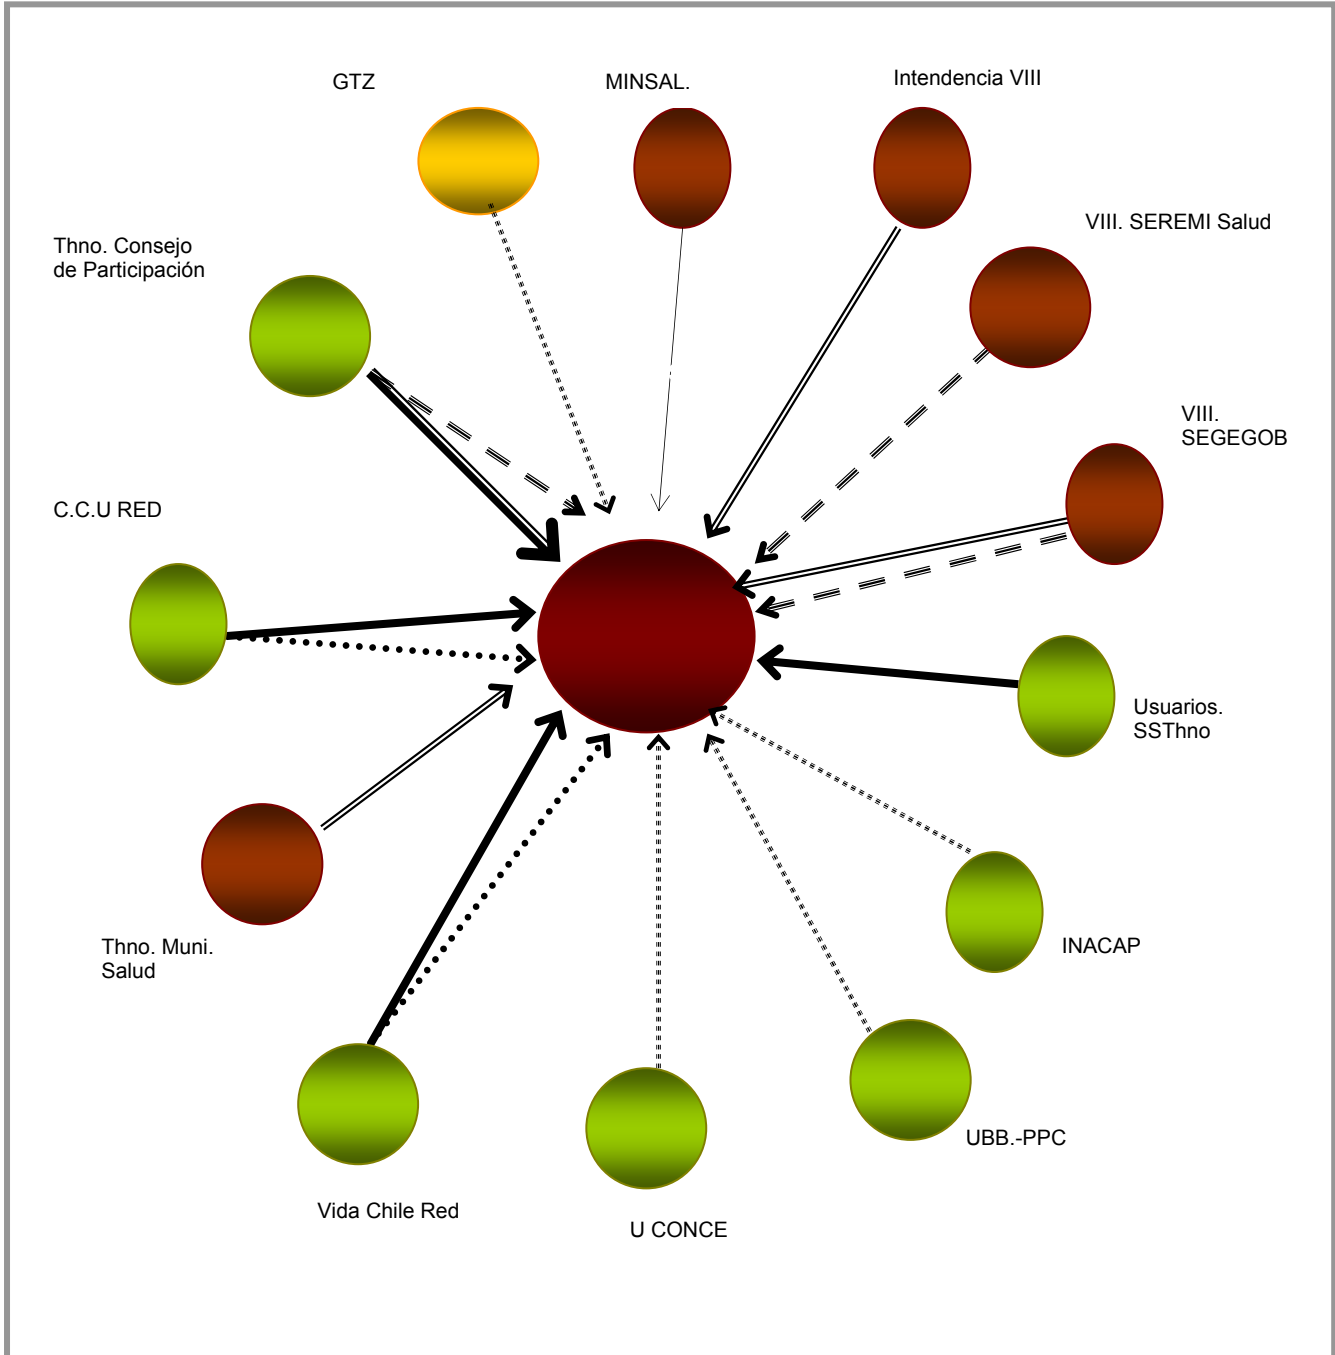 GTZ
MINSAL.
Intendencia VIII
VIII. SEREMI Salud
Thno. Consejo
de Participación
VIII.
SEGEGOB
C.C.U RED
Usuarios.
SSThno
Thno. Muni.
Salud
INACAP
UBB.-PPC
Vida Chile Red
U CONCE